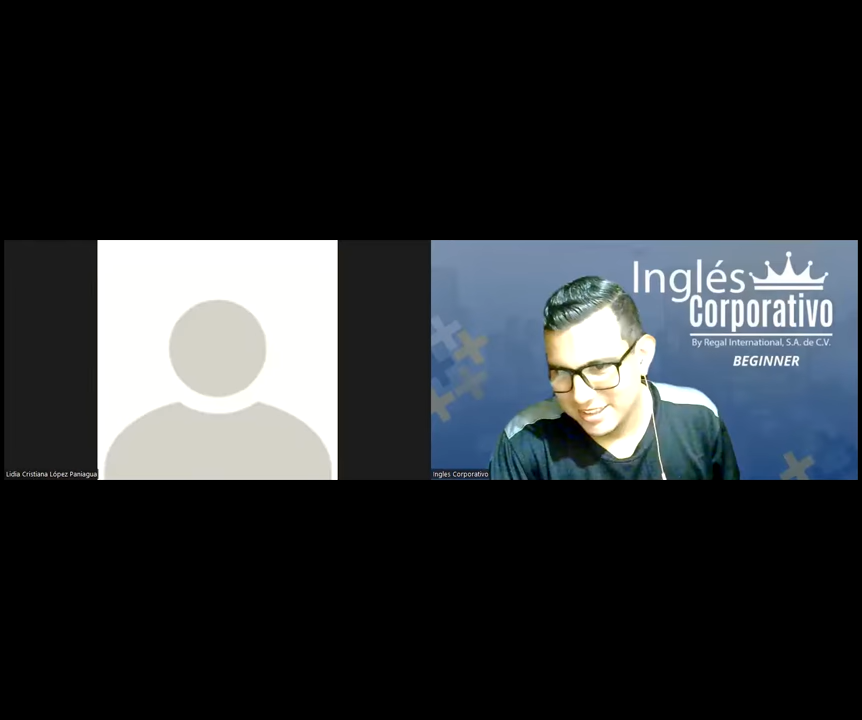 Inglés
Corporativo
By Regal International, S.A. de C.V.
BEGINNER
Lidia Cristiana López Paniagua
Ingles Corporativo